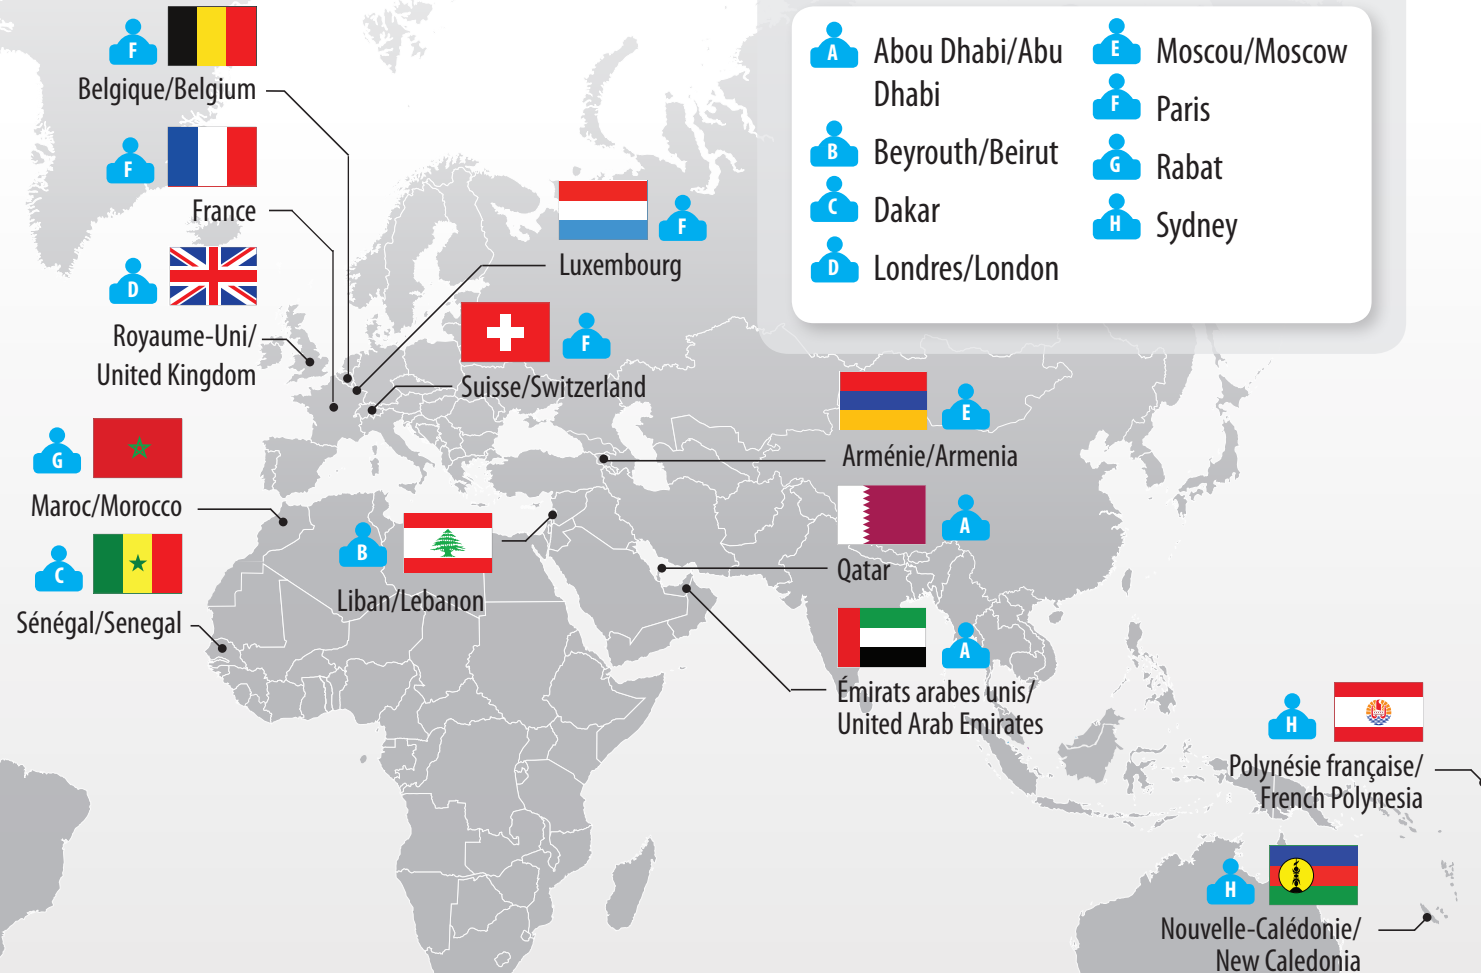 F
Belgique/Belgium
F
France
D
Royaume-Uni/
United Kingdom
G
Maroc/Morocco
C
Sénégal/Senegal
F
Luxembourg
F
Suisse/Switzerland
B
Liban/Lebanon
A
Abou Dhabi/Abu
Dhabi
B
Beyrouth/Beirut
C
Dakar
D
Londres/London
E
Moscou/Moscow
F
Paris
G
Rabat
H
Sydney
E
Arménie/Armenia
A
Qatar
A
Émirats arabes unis/
United Arab Emirates
H
Polynésie française/
French Polynesia
H
Nouvelle-Calédonie/
New Caledonia